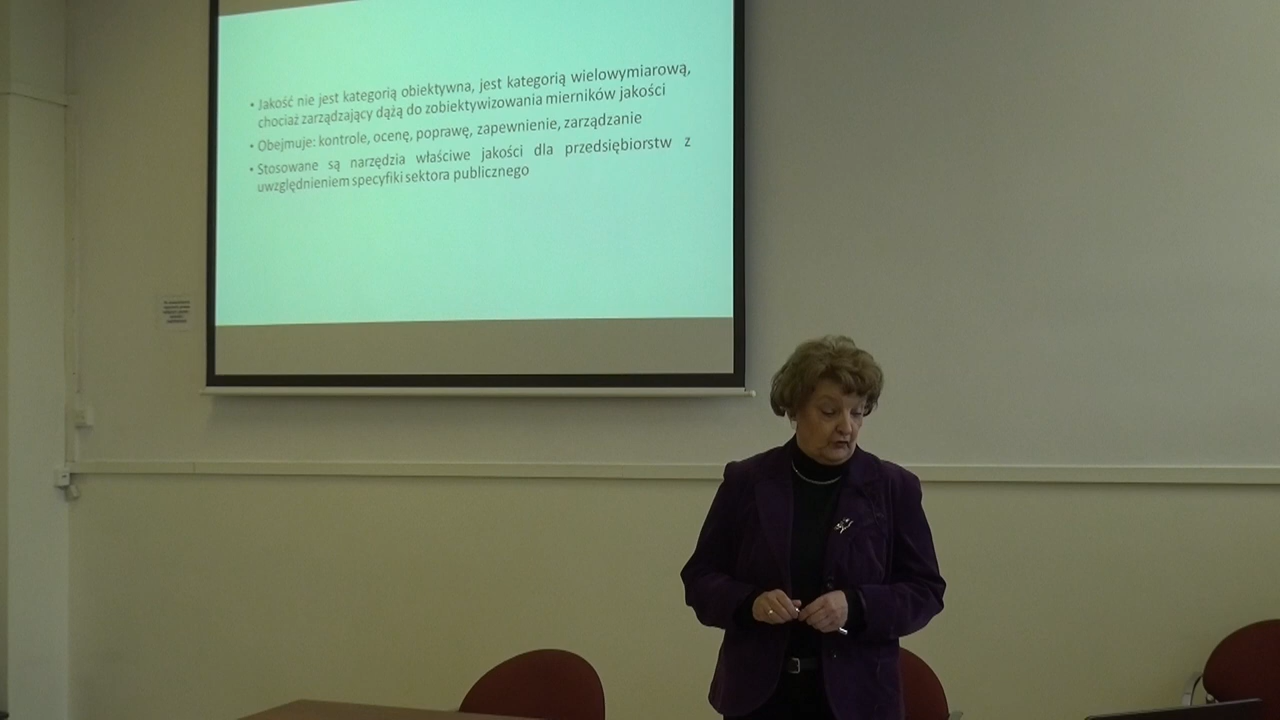 • Jakość nie jest kategorią obiektywna, jest kategorią wielowymiarową,
chociaż zarządzający dążą do zobiektywizowania mierników jakości
• Obejmuje: kontrole, ocenę, poprawę, zapewnienie, zarządzanie
• Stosowane są narzędzia właściwe jakości dla przedsiębiorstw z
uwzględnieniem specyfiki sektora publicznego